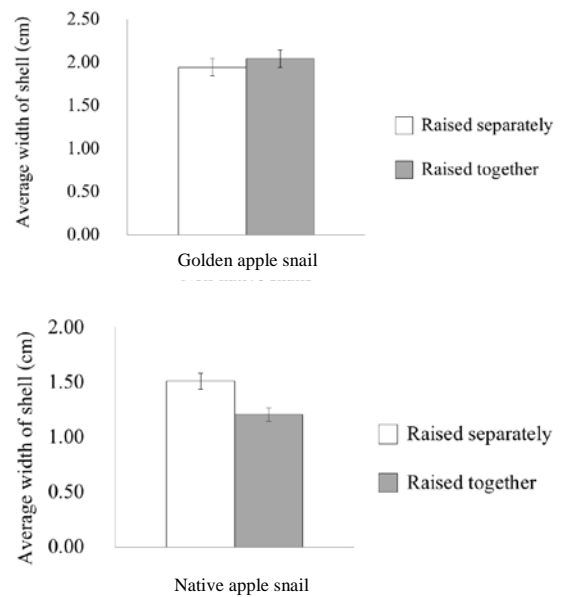 2.50
2.00
1.50
1.00
0.50
0.00
Average width of shell (cm)
Raised separately
Raised together
Golden apple snail
2.00
1.50
1.00
0.50
0.00
Average width of shell (cm)
Raised separately
Raised together
Native apple snail